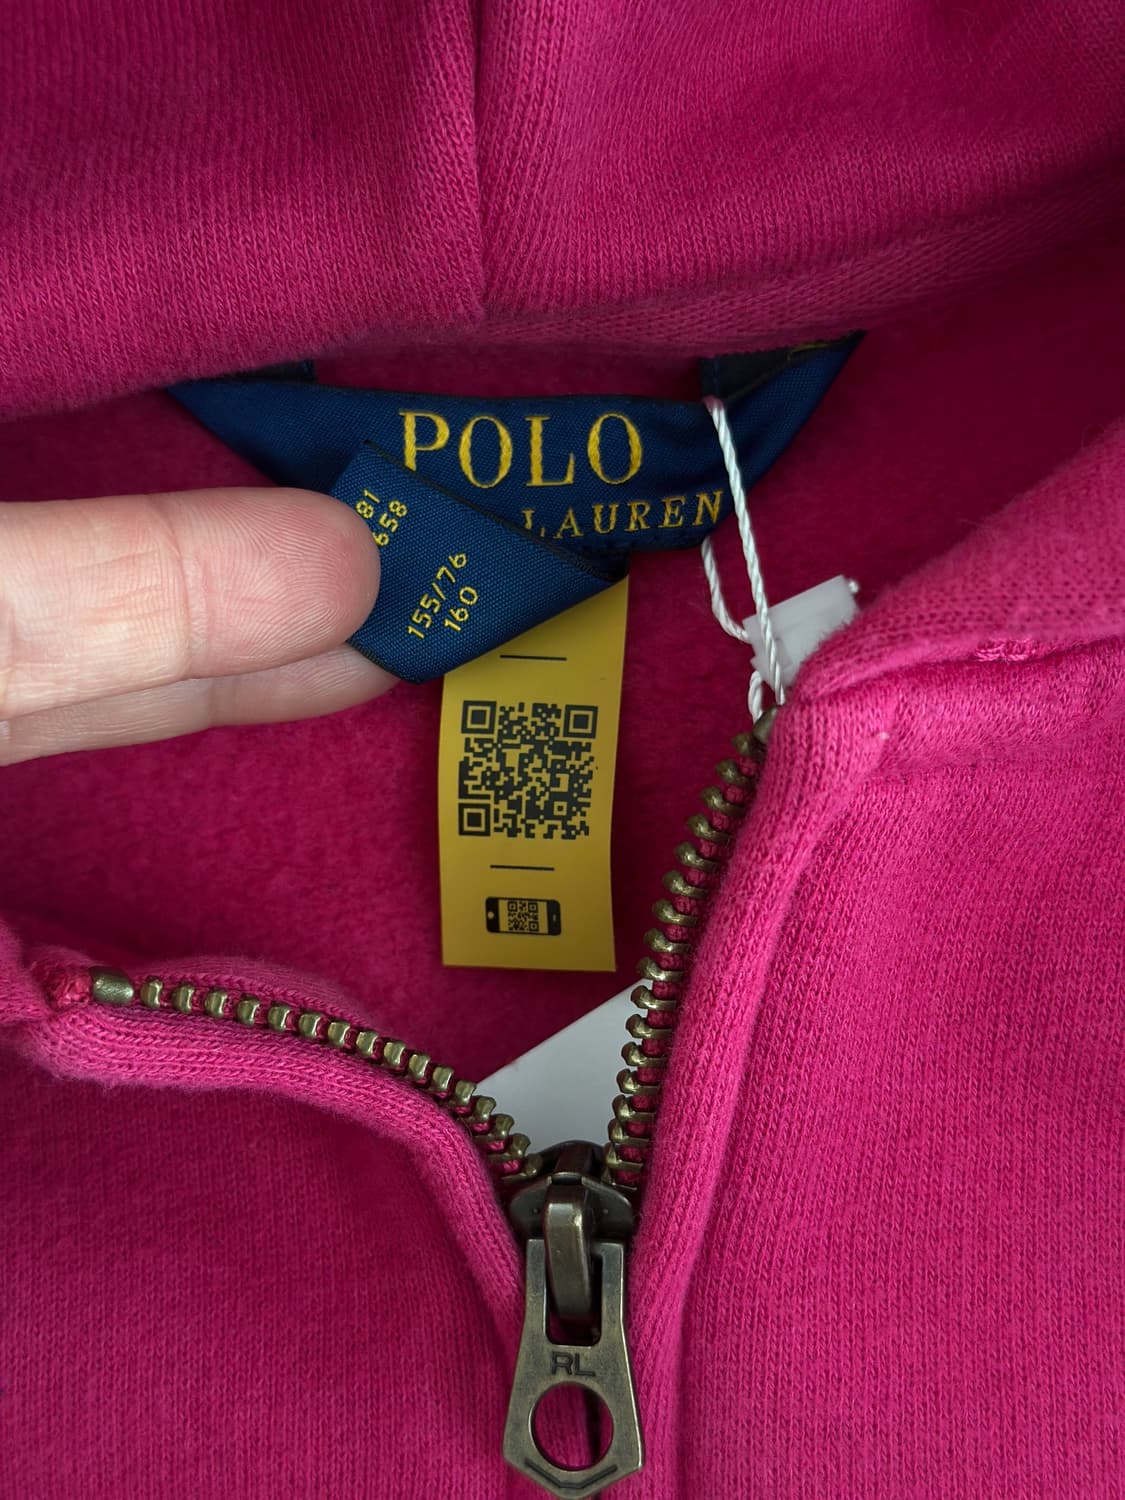 POLO
LAUREN
81
658
155/76
160
RL